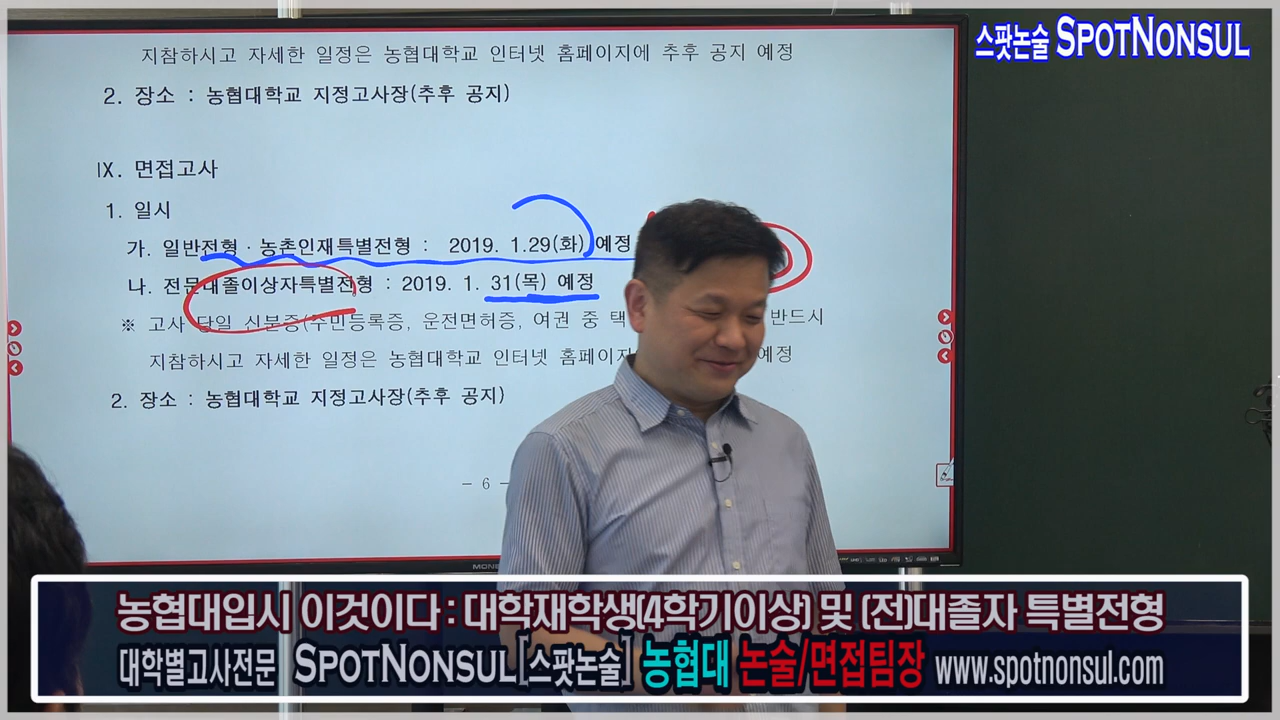 스팟논술 SPOTNONSUL
지참하시고 자세한 일정은 농협대학교 인터넷 홈페이지에 추후 공지 예정
2. 장소 : 농협대학교 지정고사장(추후 공지)
Ⅸ. 면접고사
1. 일시
가. 일반전형·농촌인재특별전형 : 2019. 1.29(화) 예정
나. 전문대졸이상자특별전형 : 2019. 1. 31(목) 예정
※ 고사 당일 신분증(주민등록증, 운전면허증, 여권 중 택 반드시
지참하시고 자세한 일정은 농협대학교 인터넷 홈페이지 예정
2. 장소 : 농협대학교 지정고사장(추후 공지)
- 6 -
농협대입시 이것이다 : 대학재학생(4학기이상) 및 (전)대졸자 특별전형
대학별고사전문 SPOTNONSUL[스팟논술] 농협대 논술/면접팀장 www.spotnonsul.com